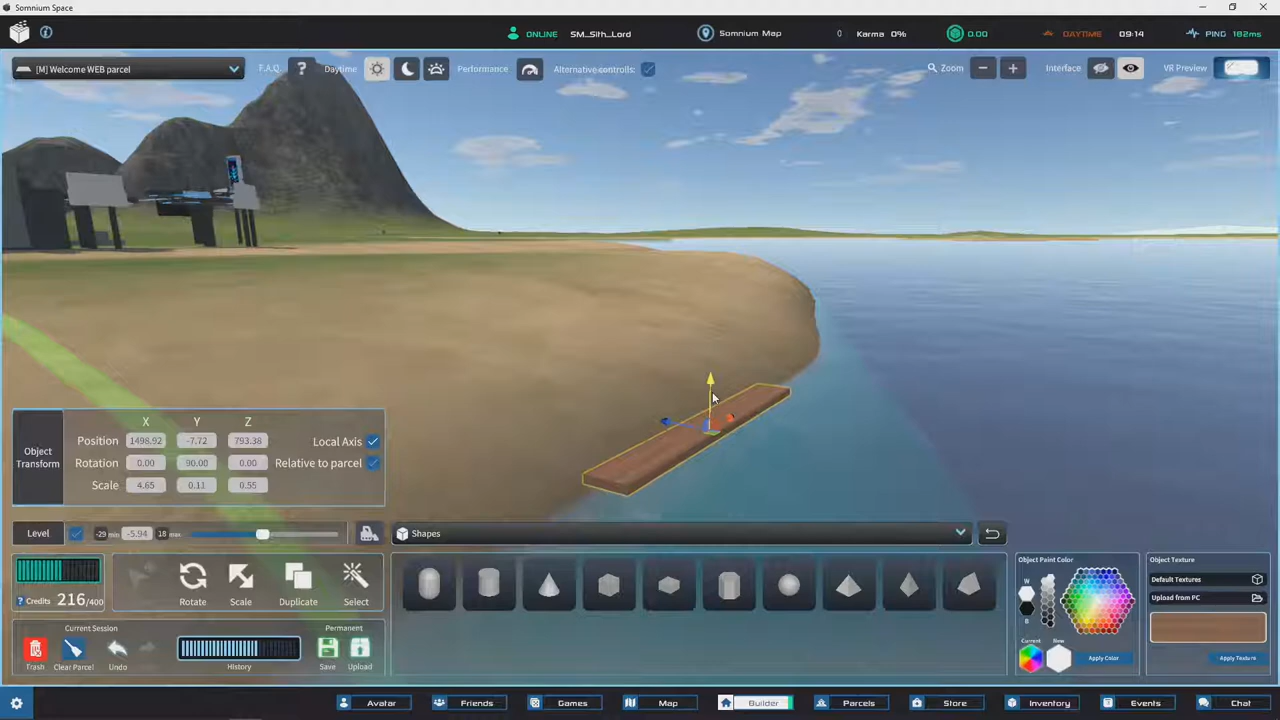 Somnium Space
ONLINE SM_Sith_Lord Somnium Map 0 Karma 0% 0.00 DAYTIME 09:14 PING 182ms
[M] Welcome WEB parcel F.A.Q. ? Daytime Performance Alternative controlls: Zoom Interface VR Preview
X Y Z
Object Transform
Position 1498.92 -7.72 793.38 Local Axis
Rotation 0.00 90.00 0.00 Relative to parcel
Scale 4.65 0.11 0.55
Level -29 min -5.94 18 max Shapes
? Credits 216/400
Rotate Scale Duplicate Select
Current Session Permanent
Trash Clear Parcel Undo History Save Upload
Object Paint Color
W
B
Current New
Apply Color
Object Texture
Default Textures
Upload from PC
Apply Texture
Avatar Friends Games Map Builder Parcels Store Inventory Events Chat